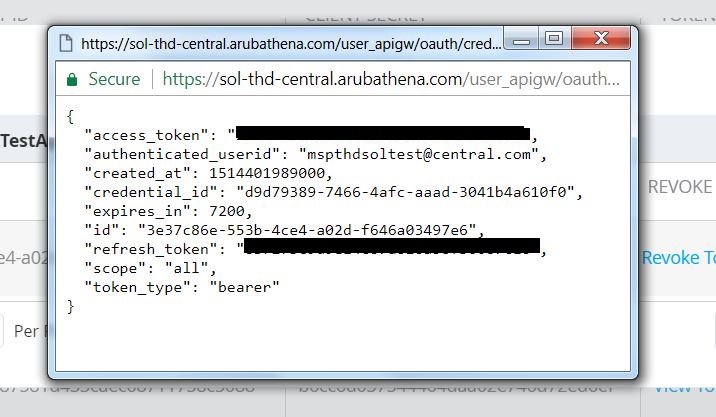 CLIENT SECRET
https://sol-thd-central.arubathena.com/user_apigw/oauth/cred...
Secure
https://sol-thd-central.arubathena.com/user_apigw/oauth...
{
"access_token": "",
"authenticated_userid": "mspthdsoltest@central.com",
"created_at": 1514401989000,
"credential_id": "d9d79389-7466-4afc-aaad-3041b4a610f0",
"expires_in": 7200,
"id": "3e37c86e-553b-4ce4-a02d-f646a03497e6",
"refresh_token": "",
"scope": "all",
"token_type": "bearer"
}
TestA
REVOKE
e4-a02
Revoke To
Per